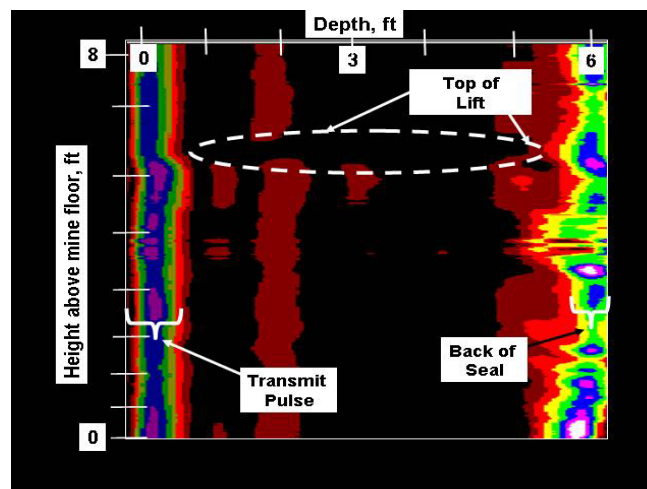 Depth, ft
8
0
3
6
Top of
Lift
Height above mine floor, ft
Back of
Seal
Transmit
Pulse
0